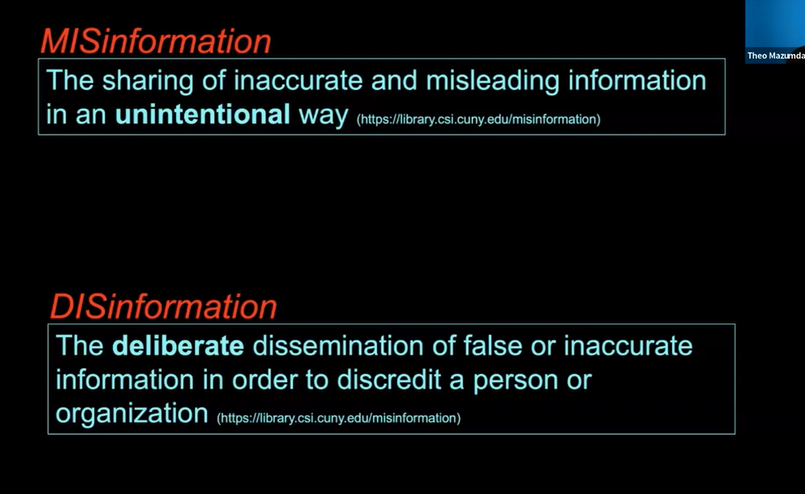 MISinformation
Theo Mazumda
The sharing of inaccurate and misleading information
in an unintentional way (https://library.csi.cuny.edu/misinformation)
DISinformation
The deliberate dissemination of false or inaccurate
information in order to discredit a person or
organization (https://library.csi.cuny.edu/misinformation)